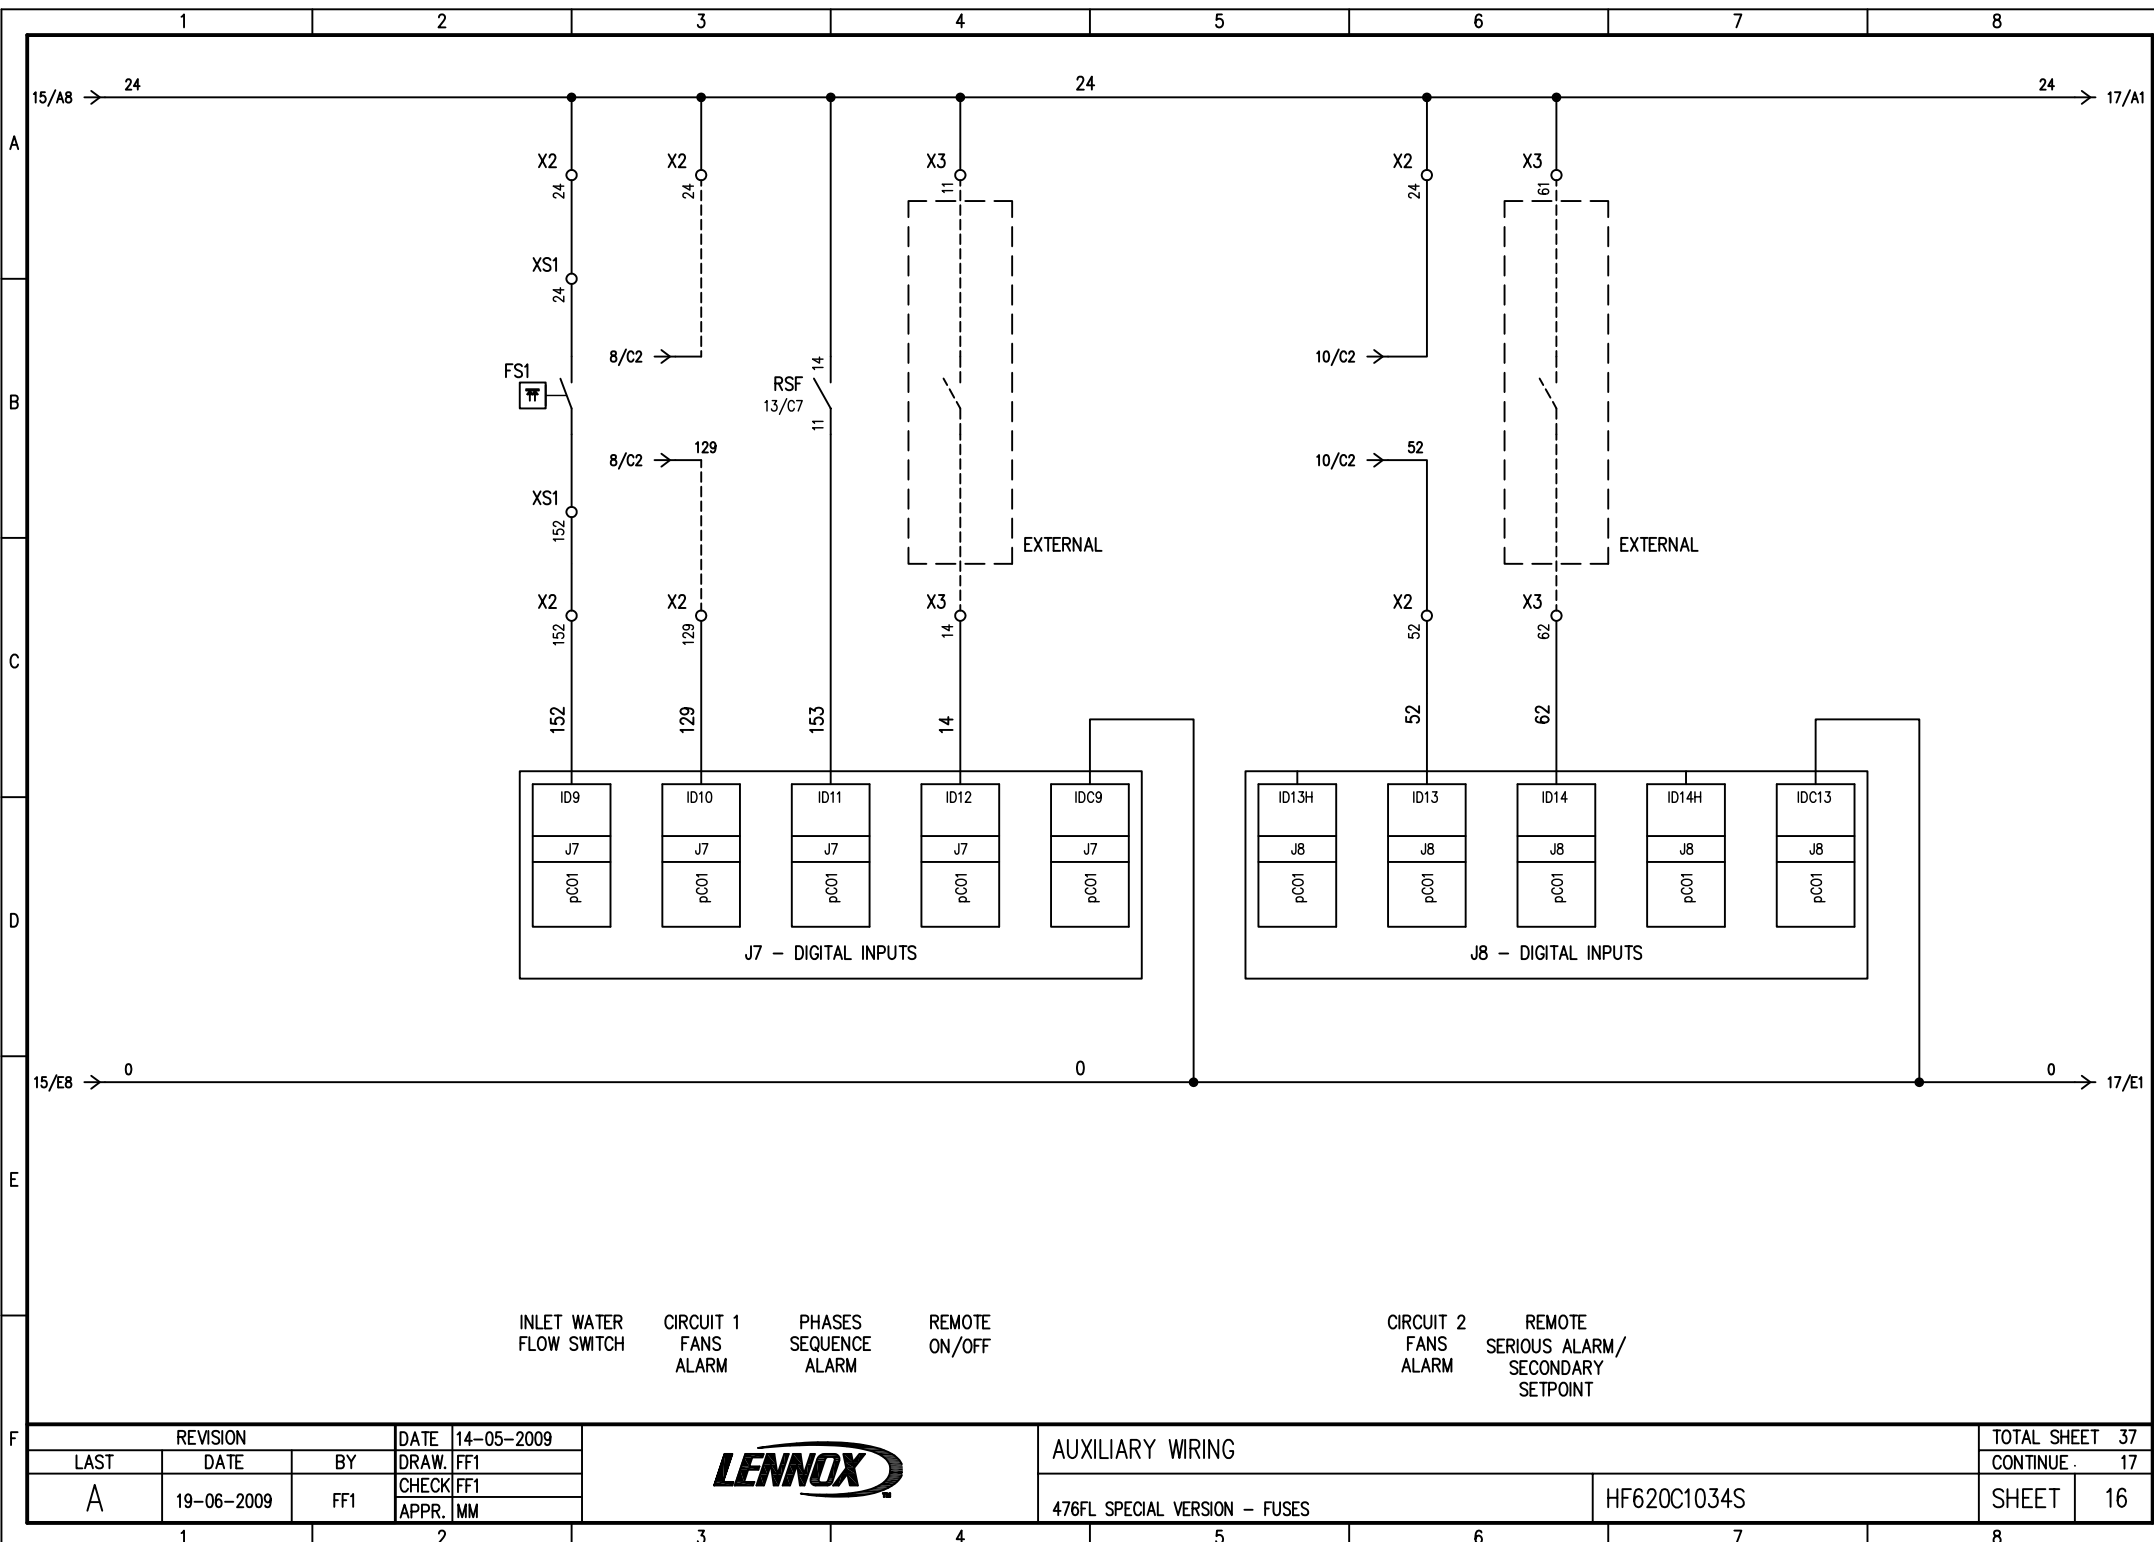 1 2 3 4 5 6 7 8
15/A8 24 24 24 17/A1
A
X2 X2 X3 X2 X3
24 24 11 24 61
XS1
24
8/C2 14 10/C2
FS1
RSF
13/C7
11
B
8/C2 129 10/C2 52
XS1
152
EXTERNAL EXTERNAL
X2 X2 X3 X2 X3
152 129 14 52 62
C
152 129 153 14 52 62
ID9 ID10 ID11 ID12 IDC9 ID13H ID13 ID14 ID14H IDC13
J7 J7 J7 J7 J7 J8 J8 J8 J8 J8
pCO1 pCO1 pCO1 pCO1 pCO1 pCO1 pCO1 pCO1 pCO1 pCO1
D
J7 – DIGITAL INPUTS J8 – DIGITAL INPUTS
15/E8 0 0 0 17/E1
E
INLET WATER
FLOW SWITCH
CIRCUIT 1
FANS
ALARM
PHASES
SEQUENCE
ALARM
REMOTE
ON/OFF
CIRCUIT 2
FANS
ALARM
REMOTE
SERIOUS ALARM/
SECONDARY
SETPOINT
F
REVISION
LAST DATE BY
A 19-06-2009 FF1
DATE 14-05-2009
DRAW. FF1
CHECK FF1
APPR. MM
LENNOX™
AUXILIARY WIRING
476FL SPECIAL VERSION – FUSES
HF620C1034S
TOTAL SHEET 37
CONTINUE. 17
SHEET 16
1 2 3 4 5 6 7 8